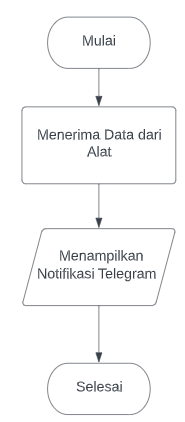 Mulai
Menerima Data dari
Alat
Menampilkan
Notifikasi Telegram
Selesai